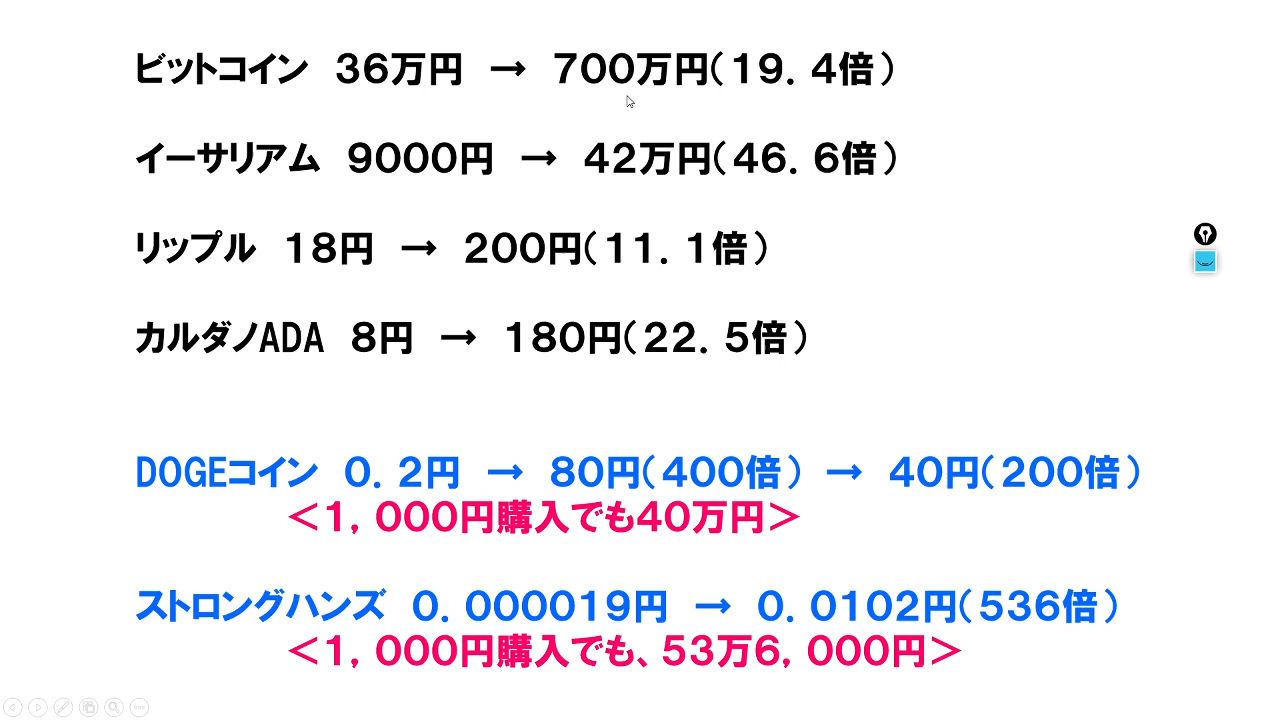 ビットコイン　３６万円　→　７００万円（１９．４倍）
イーサリアム　９０００円　→　４２万円（４６．６倍）
リップル　１８円　→　２００円（１１．１倍）
カルダノADA　８円　→　１８０円（２２．５倍）
DOGEコイン　０．２円　→　８０円（４００倍）　→　４０円（２００倍）
＜１，０００円購入でも４０万円＞
ストロングハンズ　０．００００１９円　→　０．０１０２円（５３６倍）
＜１，０００円購入でも、５３万６，０００円＞